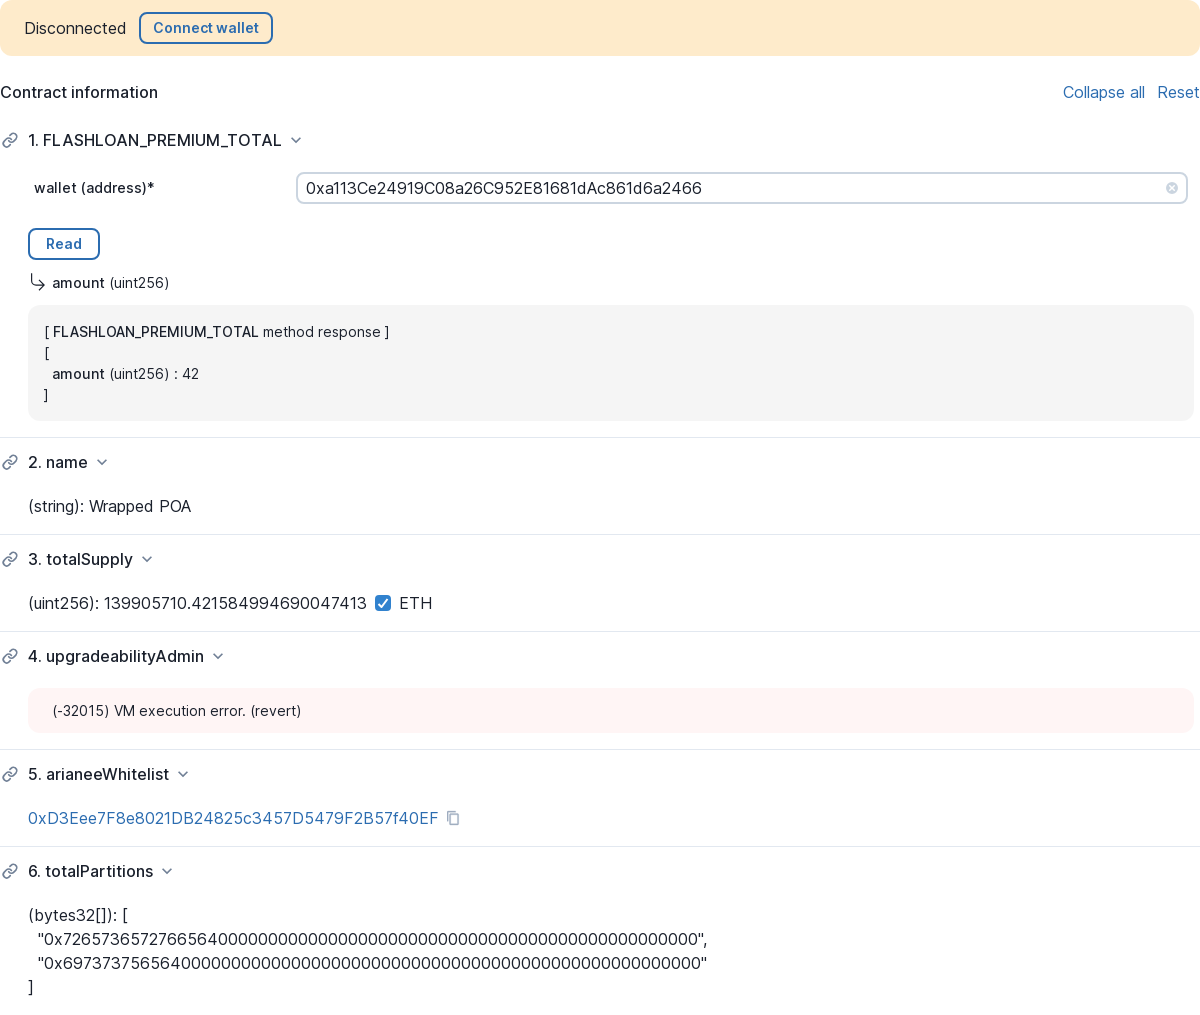 Disconnected Connect wallet
Contract information Collapse all Reset
1. FLASHLOAN_PREMIUM_TOTAL
wallet (address)* 0xa113Ce24919C08a26C952E81681dAc861d6a2466
Read
amount (uint256)
[ FLASHLOAN_PREMIUM_TOTAL method response ]
[
amount (uint256) : 42
]
2. name
(string): Wrapped POA
3. totalSupply
(uint256): 139905710.421584994690047413 ETH
4. upgradeabilityAdmin
(-32015) VM execution error. (revert)
5. arianeeWhitelist
0xD3Eee7F8e8021DB24825c3457D5479F2B57f40EF
6. totalPartitions
(bytes32[]): [
"0x7265736572766564000000000000000000000000000000000000000000000000",
"0x6973737565640000000000000000000000000000000000000000000000000000"
]